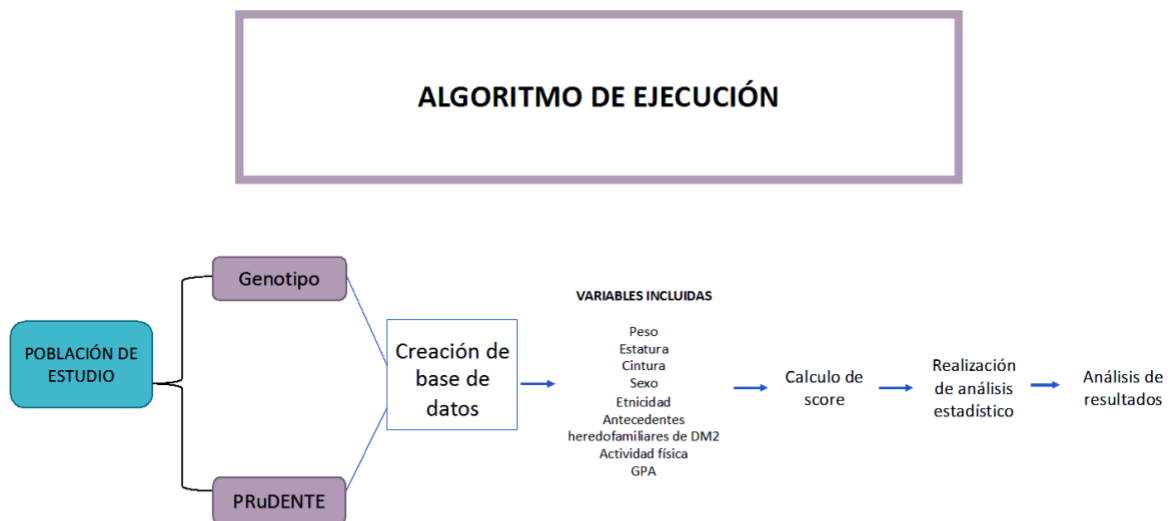 ALGORITMO DE EJECUCIÓN
Genotipo
POBLACIÓN DE
ESTUDIO
PRuDENTE
Creación de
base de
datos
VARIABLES INCLUIDAS
Peso
Estatura
Cintura
Sexo
Etnicidad
Antecedentes
heredofamiliares de DM2
Actividad física
GPA
Calculo de
score
Realización
de análisis
estadístico
Análisis de
resultados